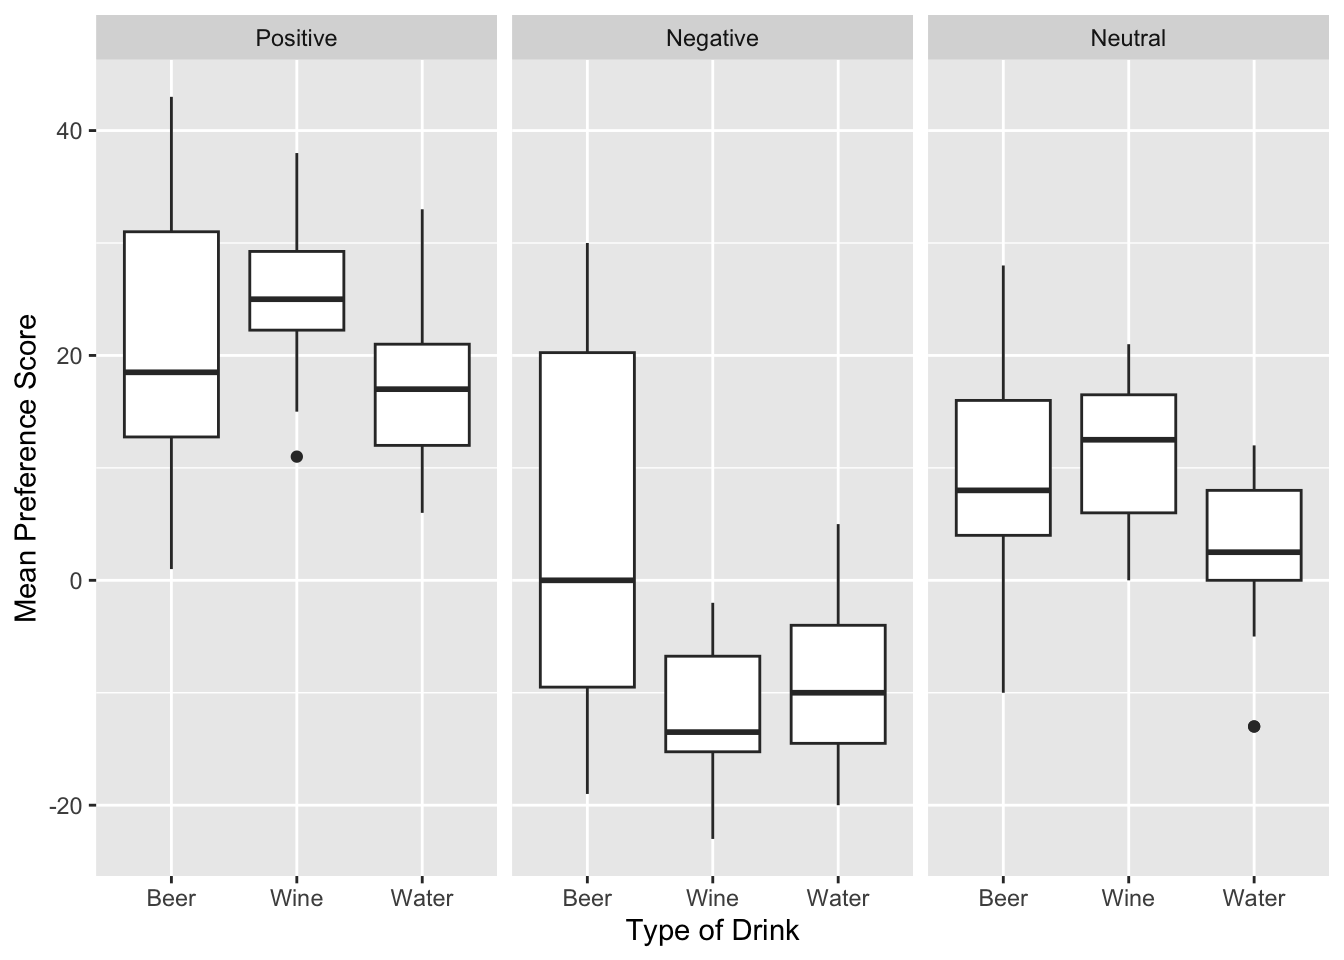 Positive Negative Neutral
Mean Preference Score
40
20
0
-20
Beer Wine Water Beer Wine Water Beer Wine Water
Type of Drink